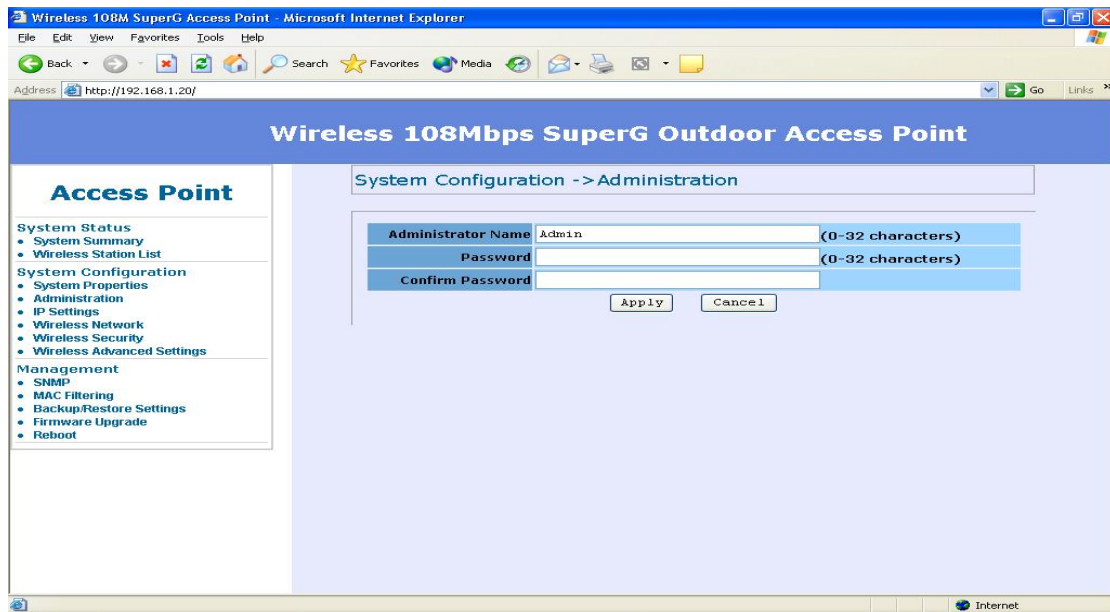 Wireless 108M SuperG Access Point - Microsoft Internet Explorer
File Edit View Favorites Tools Help
Back Search Favorites Media
Address http://192.168.1.20/ Go Links »
Wireless 108Mbps SuperG Outdoor Access Point
Access Point
System Status
System Summary
Wireless Station List
System Configuration
System Properties
Administration
IP Settings
Wireless Network
Wireless Security
Wireless Advanced Settings
Management
SNMP
MAC Filtering
Backup/Restore Settings
Firmware Upgrade
Reboot
System Configuration ->Administration
Administrator Name Admin (0-32 characters)
Password (0-32 characters)
Confirm Password
Apply Cancel
Internet